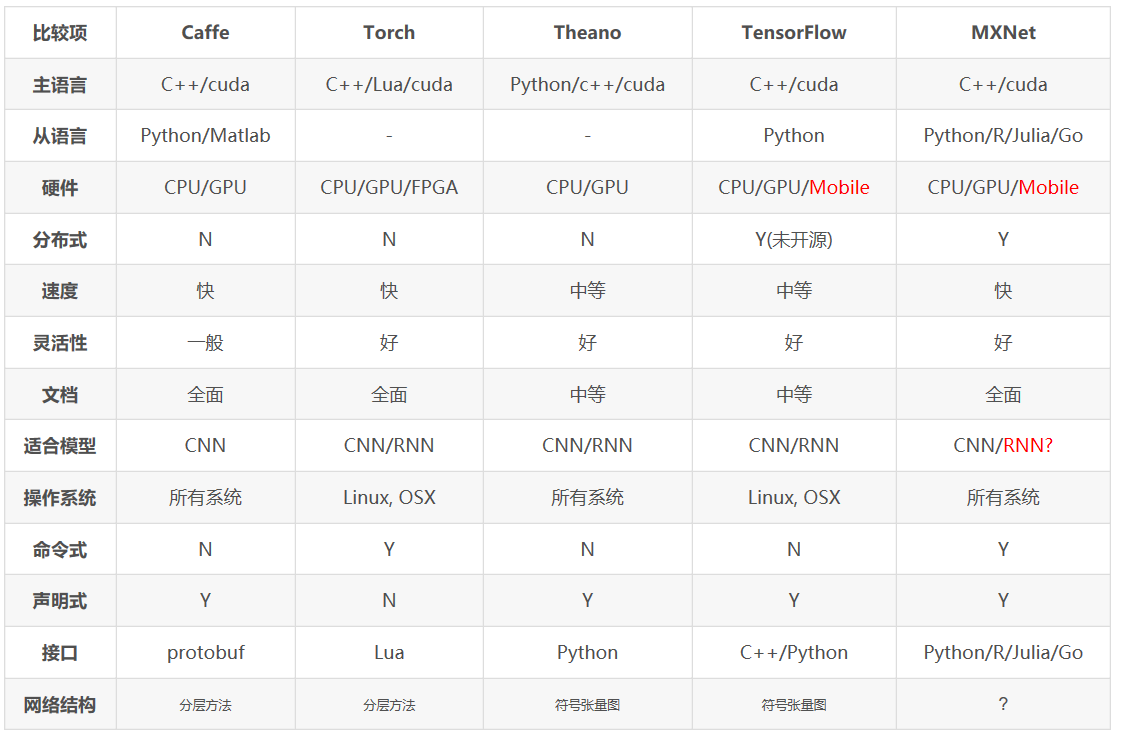 比较项 Caffe Torch Theano TensorFlow MXNet
主语言 C++/cuda C++/Lua/cuda Python/c++/cuda C++/cuda C++/cuda
从语言 Python/Matlab - - Python Python/R/Julia/Go
硬件 CPU/GPU CPU/GPU/FPGA CPU/GPU CPU/GPU/Mobile CPU/GPU/Mobile
分布式 N N N Y(未开源) Y
速度 快 快 中等 中等 快
灵活性 一般 好 好 好 好
文档 全面 全面 中等 中等 全面
适合模型 CNN CNN/RNN CNN/RNN CNN/RNN CNN/RNN?
操作系统 所有系统 Linux, OSX 所有系统 Linux, OSX 所有系统
命令式 N Y N N Y
声明式 Y N Y Y Y
接口 protobuf Lua Python C++/Python Python/R/Julia/Go
网络结构 分层方法 分层方法 符号张量图 符号张量图 ?